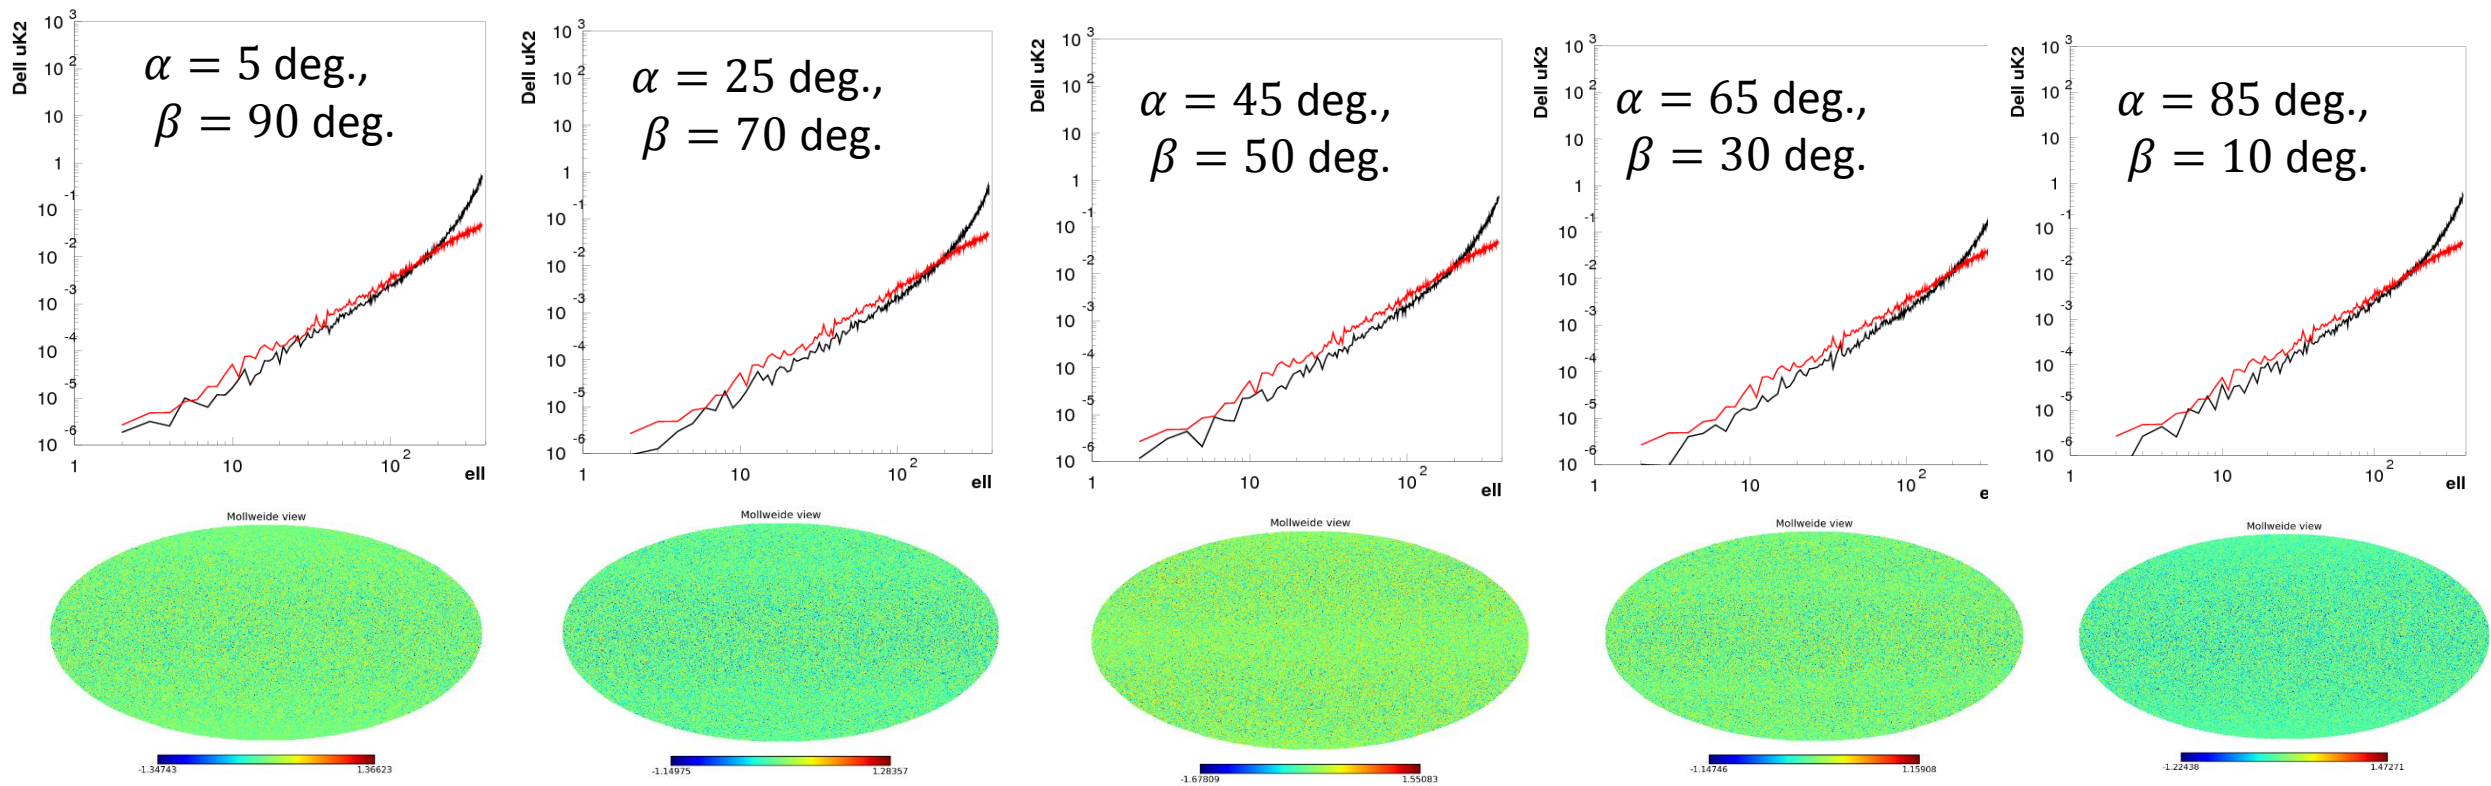 Dell uK2
10 3
10 2
10
1
10 -1
10 -2
10 -3
10 -4
10 -5
10 -6
1
10
10 2
ell
α = 5 deg.,
β = 90 deg.
Dell uK2
10 3
10 2
10
1
10 -1
10 -2
10 -3
10 -4
10 -5
10 -6
1
10
10 2
ell
α = 25 deg.,
β = 70 deg.
Dell uK2
10 3
10 2
10
1
10 -1
10 -2
10 -3
10 -4
10 -5
10 -6
1
10
10 2
ell
α = 45 deg.,
β = 50 deg.
Dell uK2
10 3
10 2
10
1
10 -1
10 -2
10 -3
10 -4
10 -5
10 -6
1
10
10 2
e
α = 65 deg.,
β = 30 deg.
Dell uK2
10 3
10 2
10
1
10 -1
10 -2
10 -3
10 -4
10 -5
10 -6
1
10
10 2
ell
α = 85 deg.,
β = 10 deg.
Mollweide view
-1.34743 1.36623
Mollweide view
-1.14975 1.28357
Mollweide view
-1.67809 1.55083
Mollweide view
-1.14746 1.15908
Mollweide view
-1.22438 1.47271